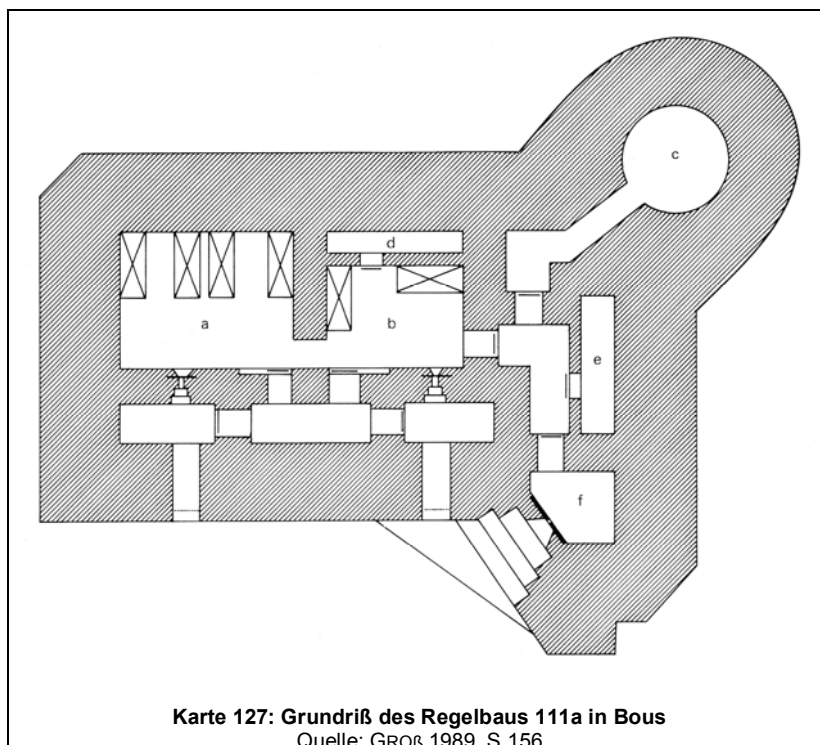 c
d
a
b
e
f
Karte 127: Grundriß des Regelbaus 111a in Bous
Quelle: GROß 1989, S.156